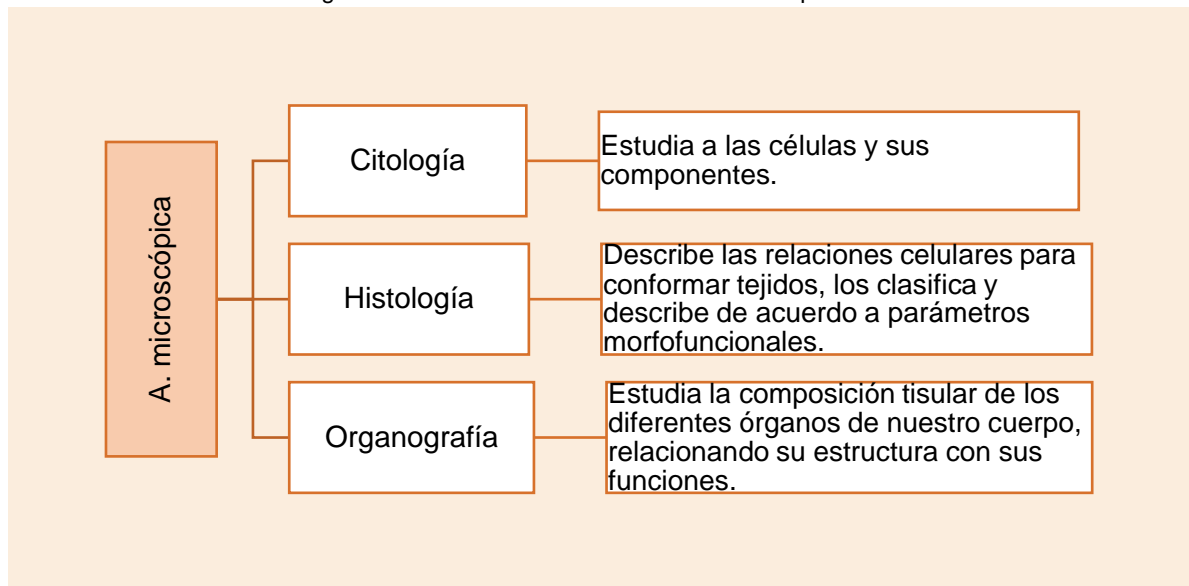 A. microscópica
Citología
Estudia a las células y sus
componentes.
Histología
Describe las relaciones celulares para
conformar tejidos, los clasifica y
describe de acuerdo a parámetros
morfofuncionales.
Organografía
Estudia la composición tisular de los
diferentes órganos de nuestro cuerpo,
relacionando su estructura con sus
funciones.